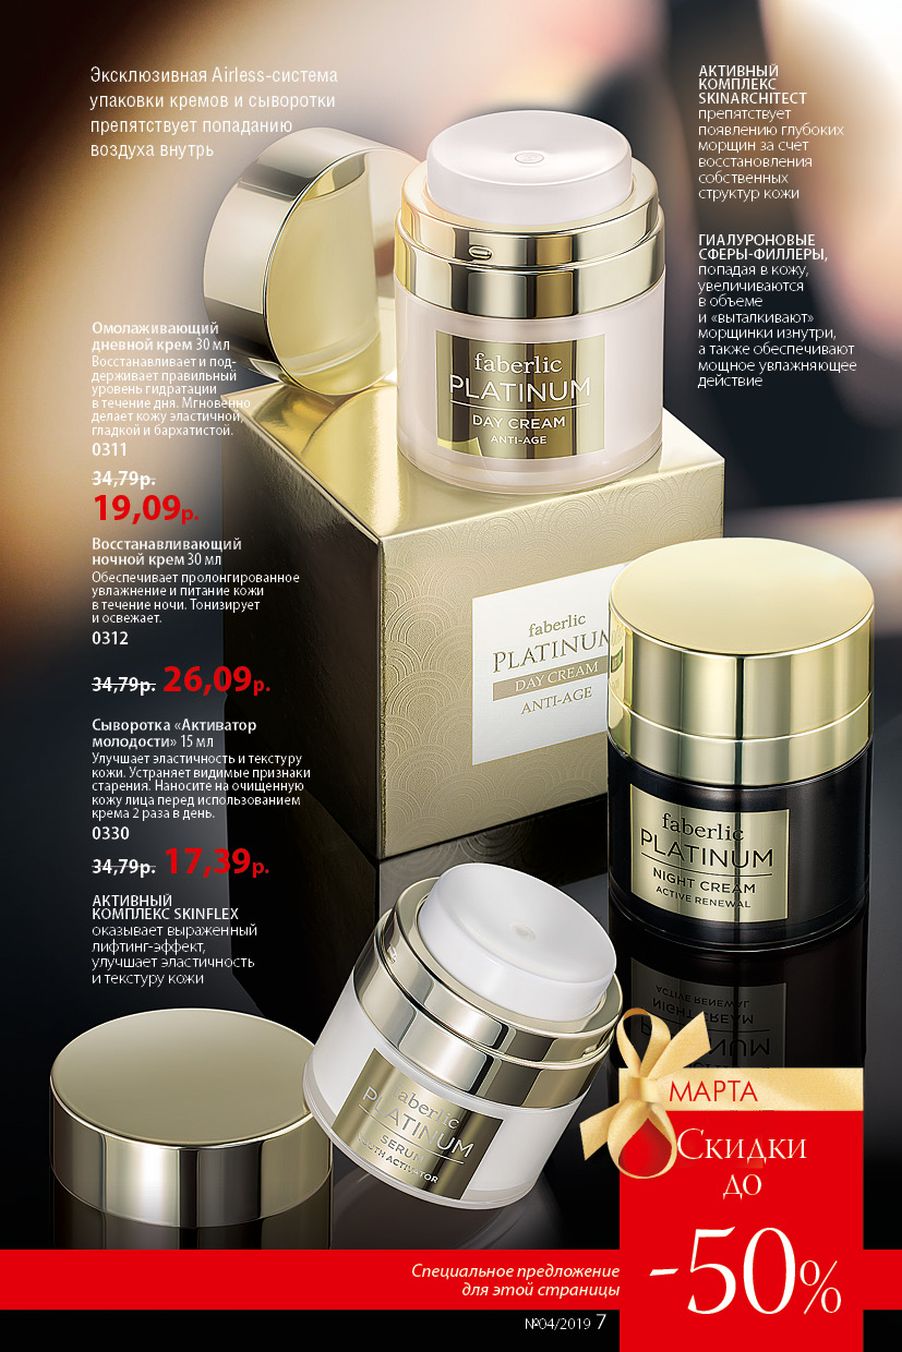 Эксклюзивная Airless-система
упаковки кремов и сыворотки
препятствует попаданию
воздуха внутрь
АКТИВНЫЙ
КОМПЛЕКС
SKINARCHITECT
препятствует
появлению глубоких
морщин за счет
восстановления
собственных
структур кожи
ГИАЛУРОНОВЫЕ
СФЕРЫ-ФИЛЛЕРЫ,
попадая в кожу,
увеличиваются
в объеме
и «выталкивают»
морщинки изнутри,
а также обеспечивают
мощное увлажняющее
действие
Омолаживающий
дневной крем 30 мл
Восстанавливает и под-
держивает правильный
уровень гидратации
в течение дня. Мгновенно
делает кожу эластичной,
гладкой и бархатистой.
0311
34,79р.
19,09р.
Восстанавливающий
ночной крем 30 мл
Обеспечивает пролонгированное
увлажнение и питание кожи
в течение ночи. Тонизирует
и освежает.
0312
34,79р. 26,09р.
Сыворотка «Активатор
молодости» 15 мл
Улучшает эластичность и текстуру
кожи. Устраняет видимые признаки
старения. Наносите на очищенную
кожу лица перед использованием
крема 2 раза в день.
0330
34,79р. 17,39р.
АКТИВНЫЙ
КОМПЛЕКС SKINFLEX
оказывает выраженный
лифтинг-эффект,
улучшает эластичность
и текстуру кожи
faberlic
PLATINUM
DAY CREAM
ANTI-AGE
faberlic
PLATINUM
DAY CREAM
ANTI-AGE
faberlic
PLATINUM
NIGHT CREAM
ACTIVE RENEWAL
ACTIVE RENEWAL
NIGHT CREAM
PLATINUM
faberlic
PLATINUM
SERUM
YOUTH ACTIVATOR
МАРТА
Скидки
до
-50%
Специальное предложение
для этой страницы
№04/2019 7